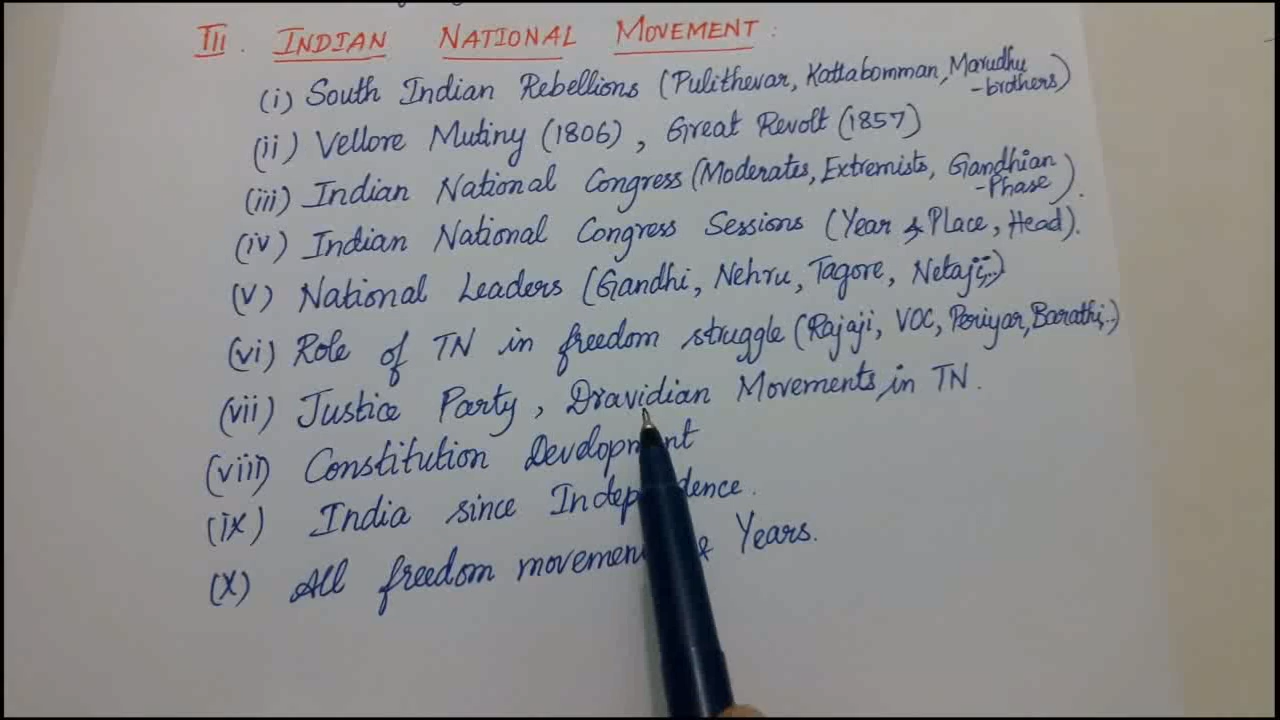 III. INDIAN NATIONAL MOVEMENT:
(i) South Indian Rebellions (Pulithevar, Kattabomman, Marudhu
-brothers)
(ii) Vellore Mutiny (1806), Great Revolt (1857)
(iii) Indian National Congress (Moderates, Extremists, Gandhian
-Phase).
(iv) Indian National Congress Sessions (Year & Place, Head).
(v) National Leaders (Gandhi, Nehru, Tagore, Netaji,..)
(vi) Role of TN in freedom struggle (Rajaji, VOC, Periyar, Barathi,..)
(vii) Justice Party, Dravidian Movements, in TN.
(viii) Constitution
(ix) India since
(x) All freedom & Years.